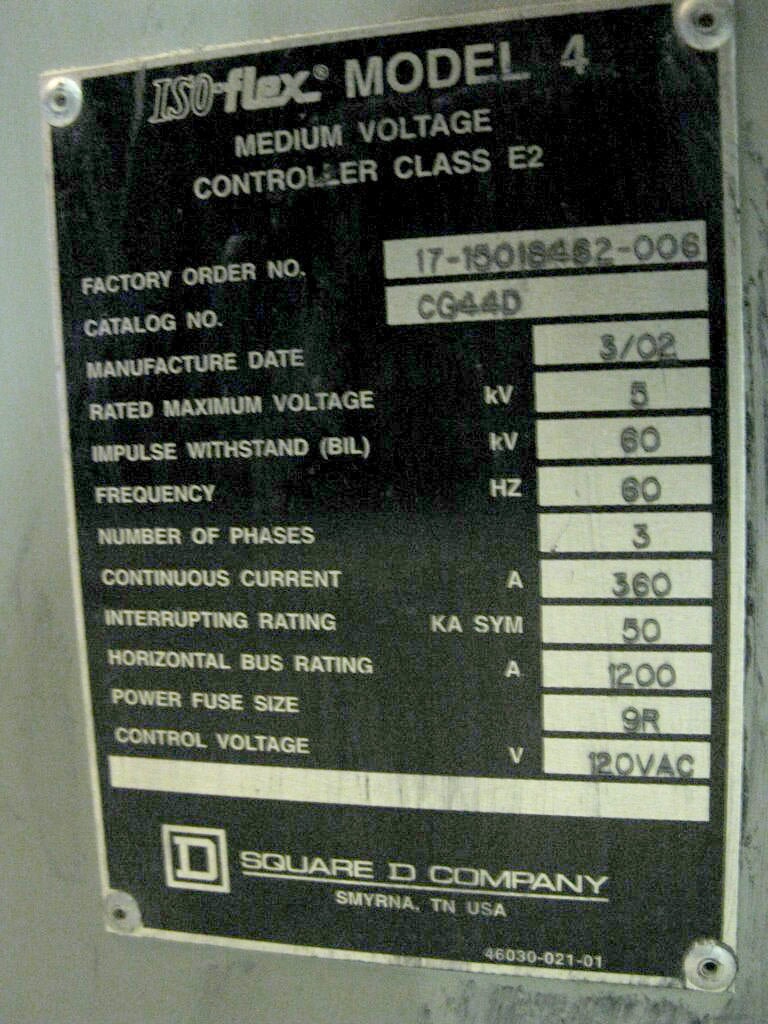 ISO-flex® MODEL 4
MEDIUM VOLTAGE
CONTROLLER CLASS E2
FACTORY ORDER NO. 17-15018462-006
CATALOG NO. CG44D
MANUFACTURE DATE 3/02
RATED MAXIMUM VOLTAGE kV 5
IMPULSE WITHSTAND (BIL) kV 60
FREQUENCY HZ 60
NUMBER OF PHASES 3
CONTINUOUS CURRENT A 360
INTERRUPTING RATING KA SYM 50
HORIZONTAL BUS RATING A 1200
POWER FUSE SIZE 9R
CONTROL VOLTAGE V 120VAC
D SQUARE D COMPANY
SMYRNA, TN USA
46030-021-01